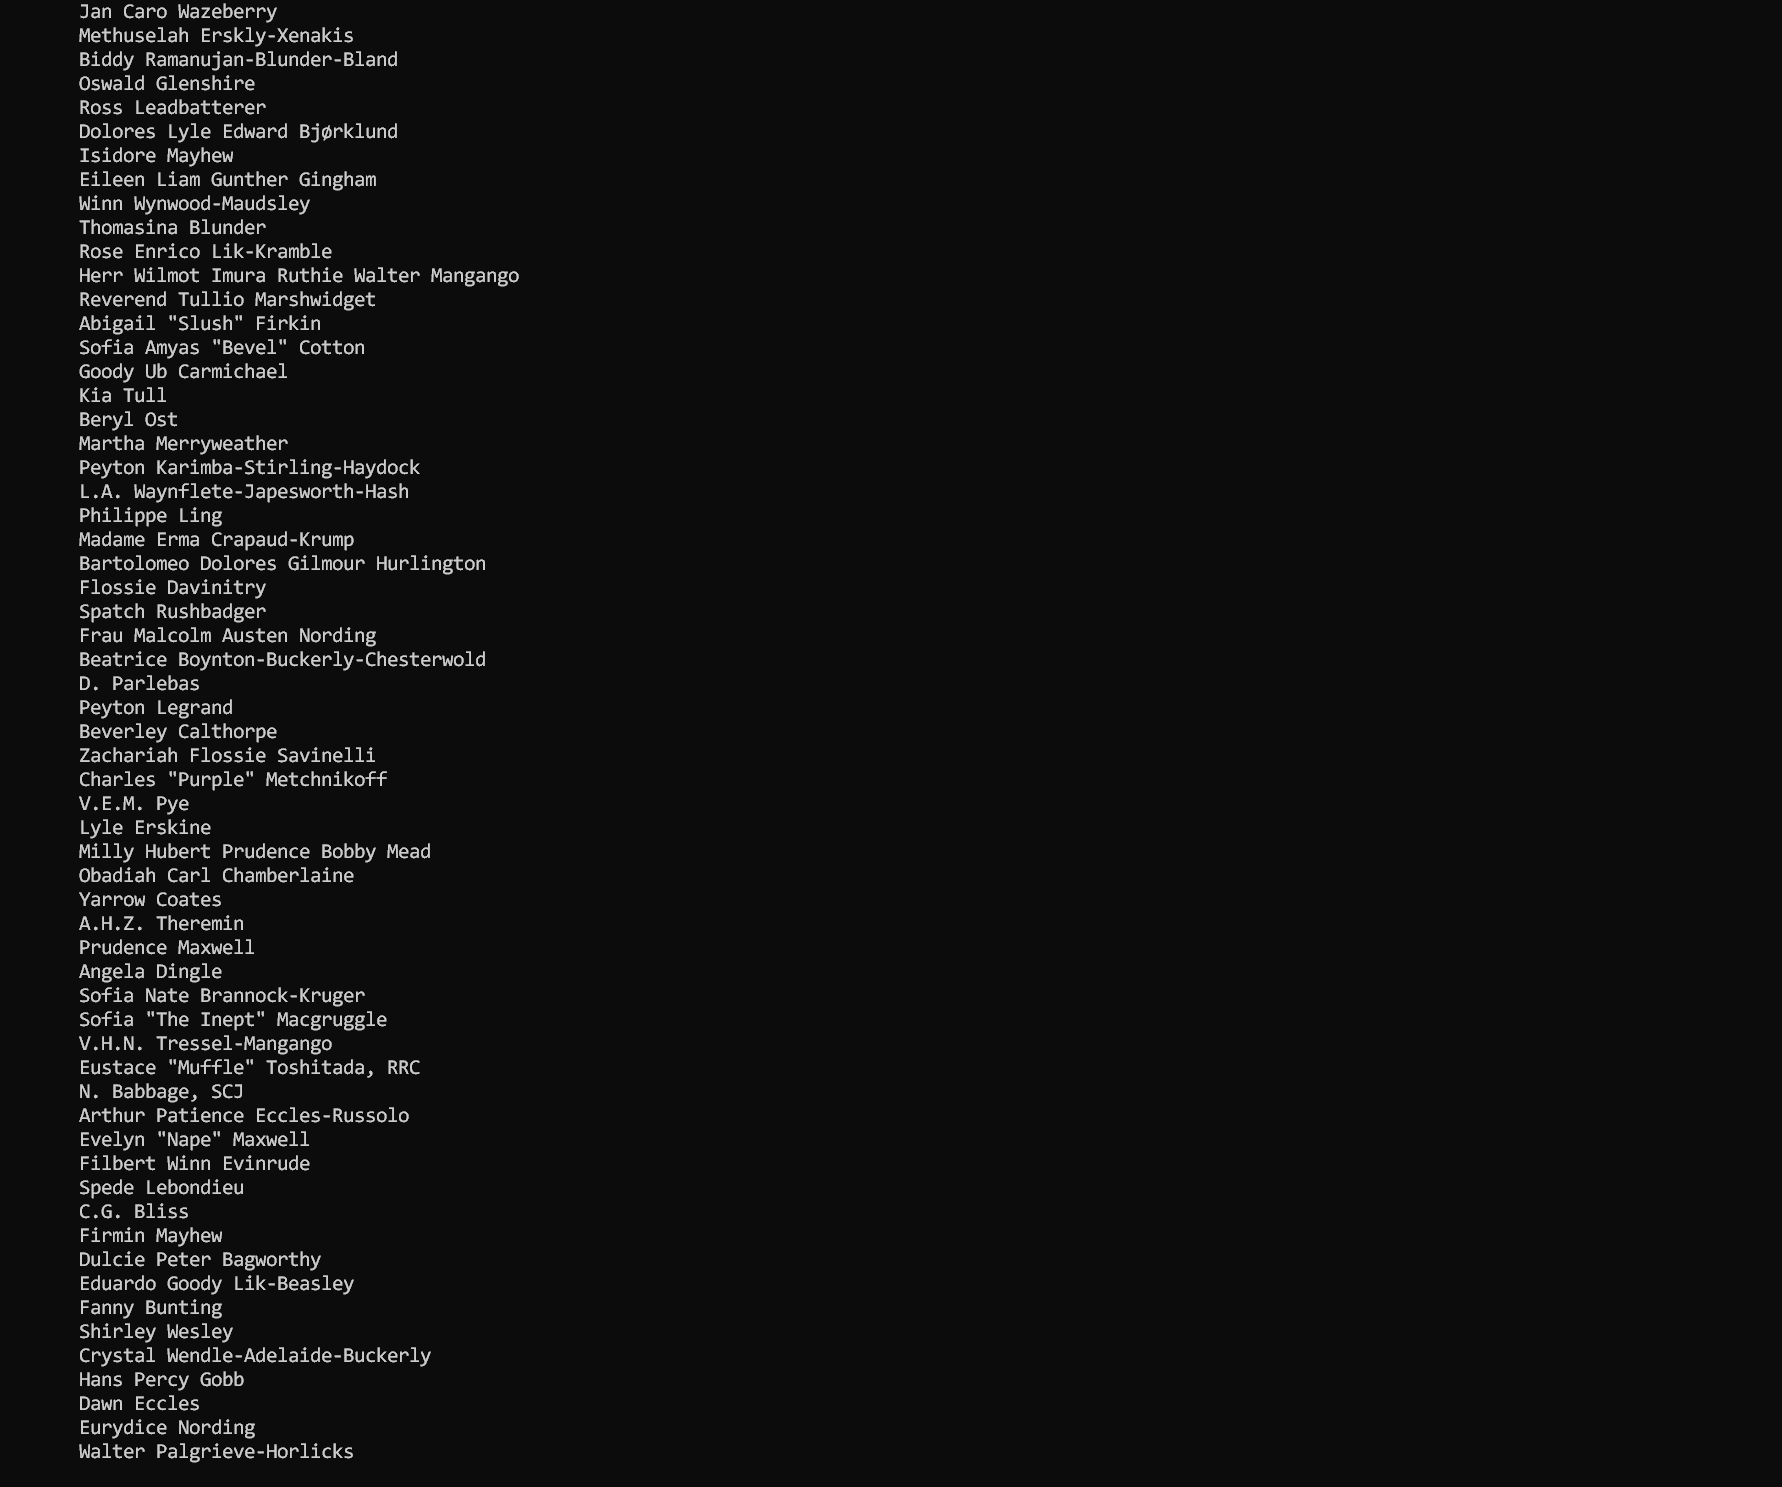 Jan Caro Wazeberry
Methuselah Erskly-Xenakis
Biddy Ramanujan-Blunder-Bland
Oswald Glenshire
Ross Leadbatterer
Dolores Lyle Edward Bjørklund
Isidore Mayhew
Eileen Liam Gunther Gingham
Winn Wynwood-Maudsley
Thomasina Blunder
Rose Enrico Lik-Kramble
Herr Wilmot Imura Ruthie Walter Mangango
Reverend Tullio Marshwidget
Abigail "Slush" Firkin
Sofia Amyas "Bevel" Cotton
Goody Ub Carmichael
Kia Tull
Beryl Ost
Martha Merryweather
Peyton Karimba-Stirling-Haydock
L.A. Waynflete-Japesworth-Hash
Philippe Ling
Madame Erma Crapaud-Krump
Bartolomeo Dolores Gilmour Hurlington
Flossie Davinitry
Spatch Rushbadger
Frau Malcolm Austen Nording
Beatrice Boynton-Buckerly-Chesterwold
D. Parlebas
Peyton Legrand
Beverley Calthorpe
Zachariah Flossie Savinelli
Charles "Purple" Metchnikoff
V.E.M. Pye
Lyle Erskine
Milly Hubert Prudence Bobby Mead
Obadiah Carl Chamberlaine
Yarrow Coates
A.H.Z. Theremin
Prudence Maxwell
Angela Dingle
Sofia Nate Brannock-Kruger
Sofia "The Inept" Macgruggle
V.H.N. Tressel-Mangango
Eustace "Muffle" Toshitada, RRC
N. Babbage, SCJ
Arthur Patience Eccles-Russolo
Evelyn "Nape" Maxwell
Filbert Winn Evinrude
Spede Lebondieu
C.G. Bliss
Firmin Mayhew
Dulcie Peter Bagworthy
Eduardo Goody Lik-Beasley
Fanny Bunting
Shirley Wesley
Crystal Wendle-Adelaide-Buckerly
Hans Percy Gobb
Dawn Eccles
Eurydice Nording
Walter Palgrieve-Horlicks